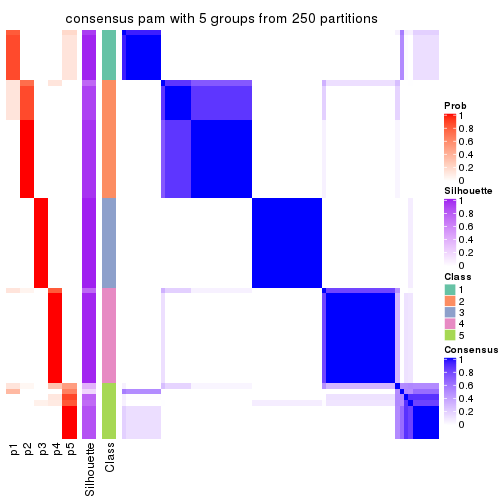 consensus pam with 5 groups from 250 partitions
Prob
1
0.8
0.6
0.4
0.2
0
Silhouette
1
0.8
0.6
0.4
0.2
0
Class
1
2
3
4
5
Consensus
1
0.8
0.6
0.4
0.2
0
p1
p2
p3
p4
p5
Silhouette
Class